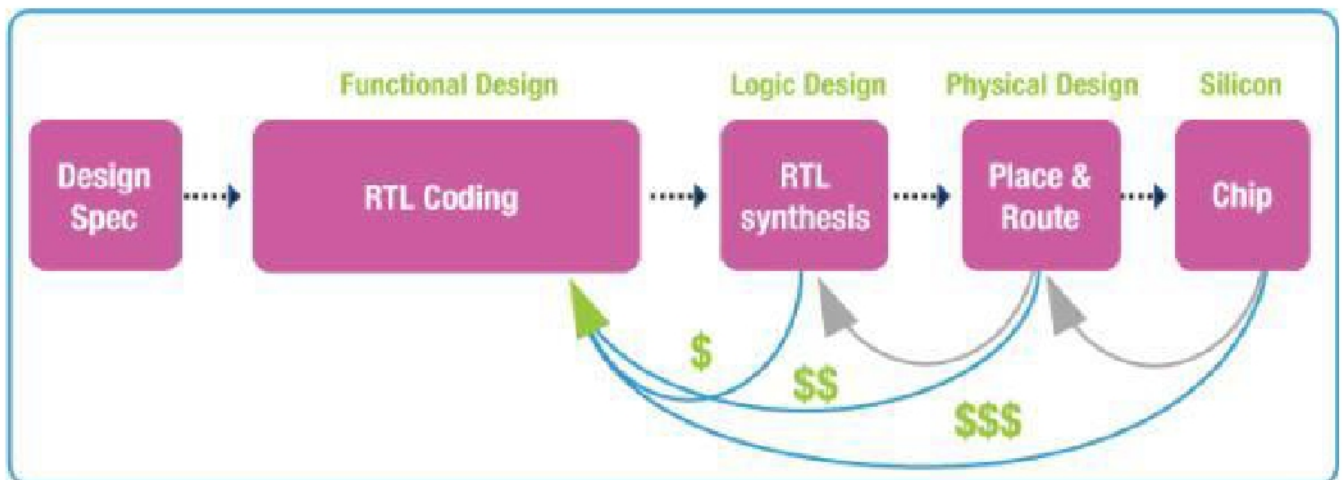 Functional Design
Logic Design
Physical Design
Silicon
Design
Spec
RTL Coding
RTL
synthesis
Place &
Route
Chip
$
$$
$$$